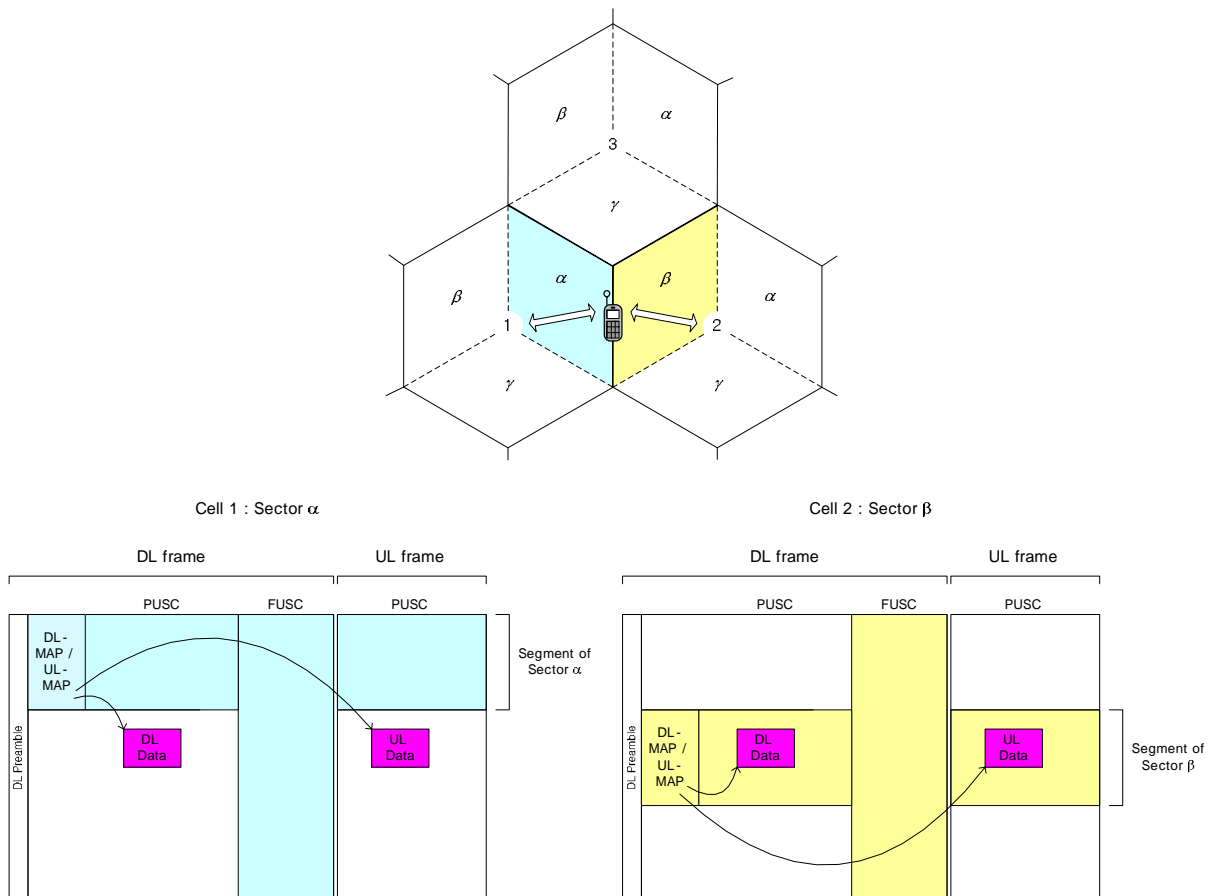 β
α
3
γ
β
α
β
α
1
2
γ
γ
Cell 1 : Sector α
Cell 2 : Sector β
DL frame
UL frame
DL frame
UL frame
PUSC
FUSC
PUSC
PUSC
FUSC
PUSC
DL-
MAP /
UL-
MAP
Segment of
Sector α
DL Preamble
DL
Data
UL
Data
DL Preamble
DL-
MAP /
UL-
MAP
DL
Data
UL
Data
Segment of
Sector β